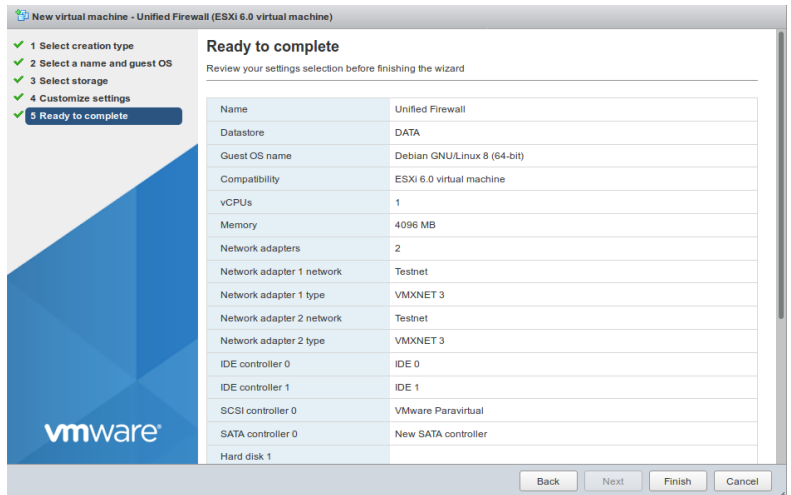 New virtual machine - Unified Firewall (ESXi 6.0 virtual machine)
1 Select creation type
2 Select a name and guest OS
3 Select storage
4 Customize settings
5 Ready to complete
vmware®
Ready to complete
Review your settings selection before finishing the wizard
Name Unified Firewall
Datastore DATA
Guest OS name Debian GNU/Linux 8 (64-bit)
Compatibility ESXi 6.0 virtual machine
vCPUs 1
Memory 4096 MB
Network adapters 2
Network adapter 1 network Testnet
Network adapter 1 type VMXNET 3
Network adapter 2 network Testnet
Network adapter 2 type VMXNET 3
IDE controller 0 IDE 0
IDE controller 1 IDE 1
SCSI controller 0 VMware Paravirtual
SATA controller 0 New SATA controller
Hard disk 1
Back Next Finish Cancel